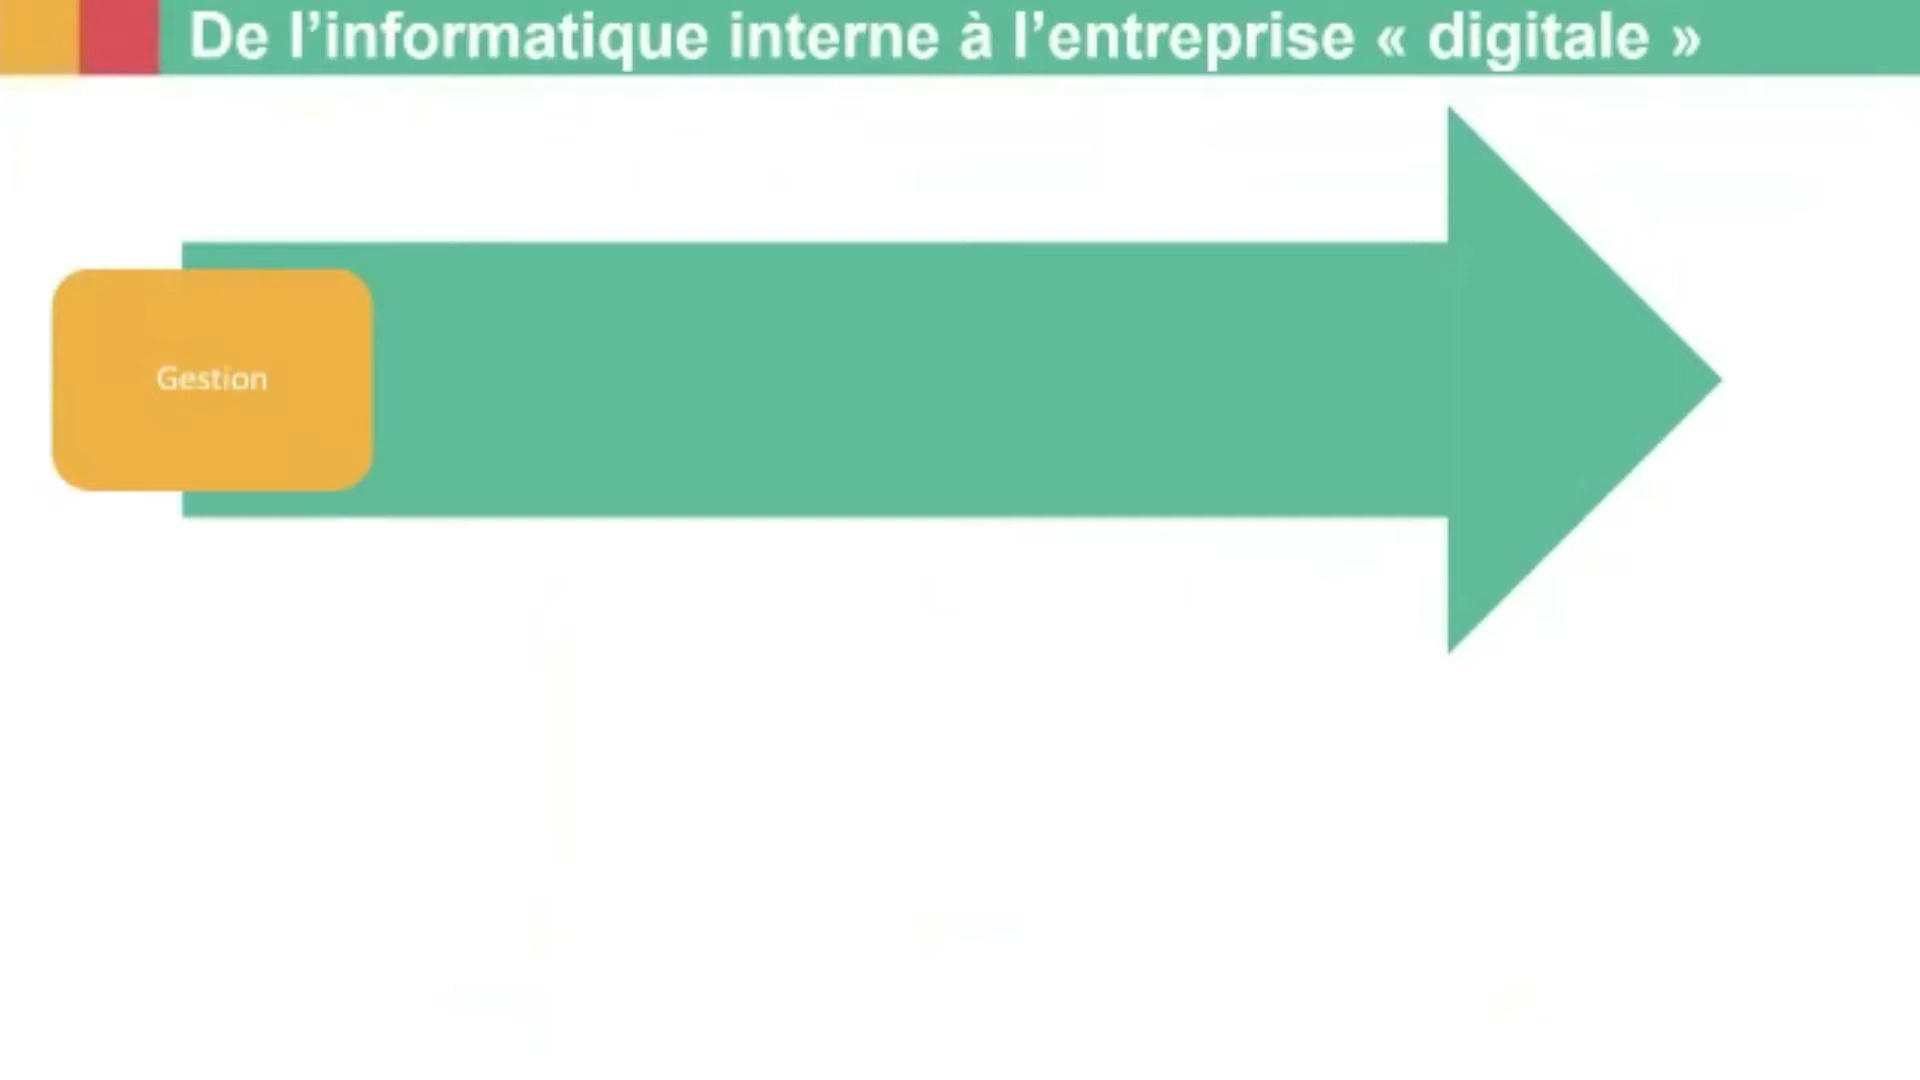 De l’informatique interne à l’entreprise « digitale »
Gestion